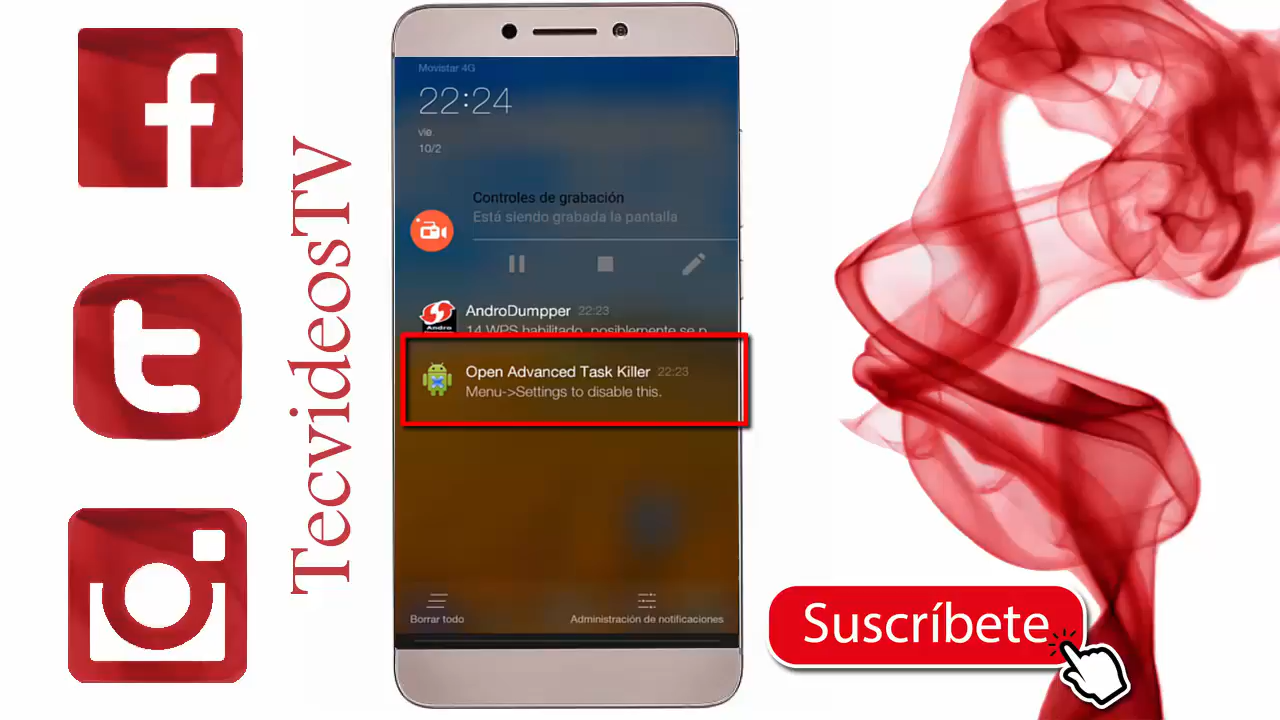 TecvideosTV
Movistar 4G
22:24
vie
10/2
Controles de grabación
Está siendo grabada la pantalla
AndroDumpper 22:23
Andro
14 WPS habilitado, posiblemente se p
Open Advanced Task Killer 22:23
Menu->Settings to disable this.
Borrar todo
Administración de notificaciones
Suscríbete